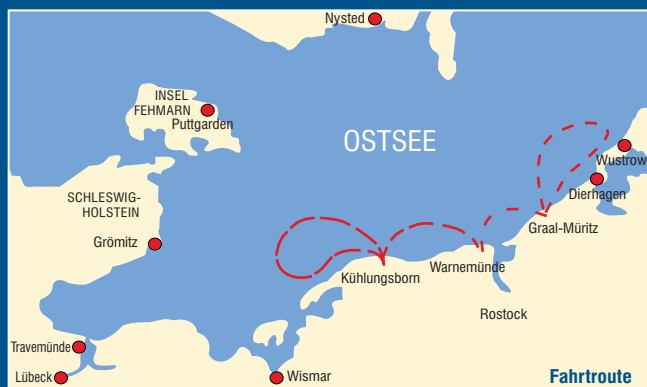 Nysted
INSEL
FEHMARN
Puttgarden
OSTSEE
Wustrow
Dierhagen
SCHLESWIG-
HOLSTEIN
Graal-Müritz
Grömitz
Warnemünde
Kühlungsborn
Rostock
Travemünde
Lübeck
Wismar
Fahrtroute